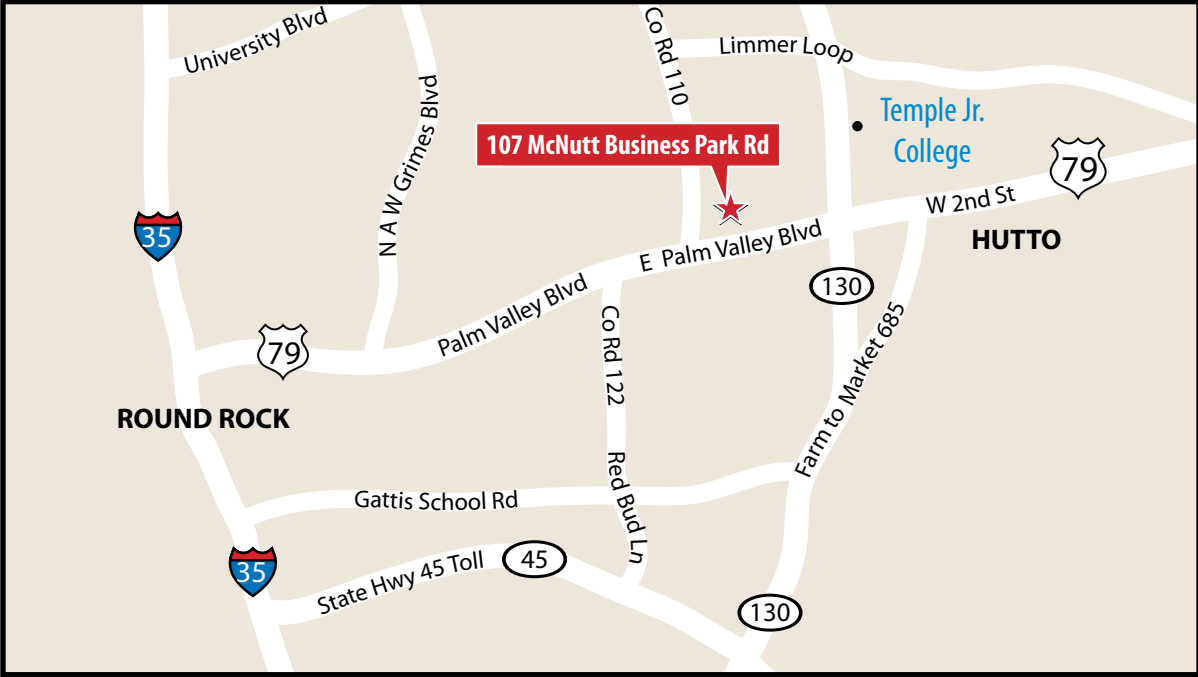 University Blvd
Co Rd 110
Limmer Loop
N A W Grimes Blvd
Temple Jr.
College
107 McNutt Business Park Rd
79
W 2nd St
35
E Palm Valley Blvd
HUTTO
130
Palm Valley Blvd
79
Co Rd 122
Farm to Market 685
ROUND ROCK
Gattis School Rd
Red Bud Ln
State Hwy 45 Toll
45
35
130